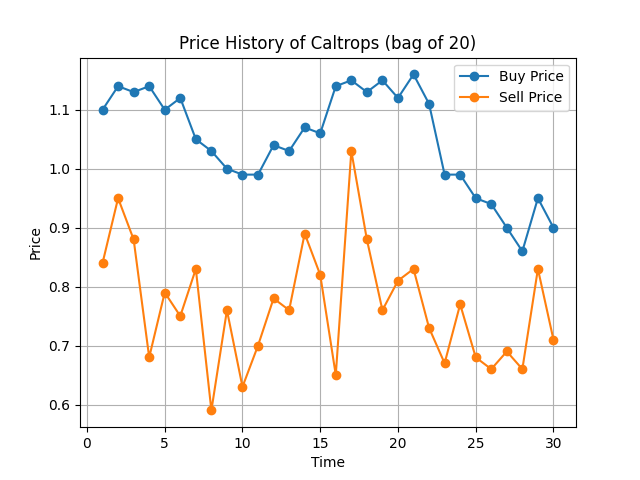 Price History of Caltrops (bag of 20)
Buy Price
Sell Price
Price
1.1
1.0
0.9
0.8
0.7
0.6
0 5 10 15 20 25 30
Time